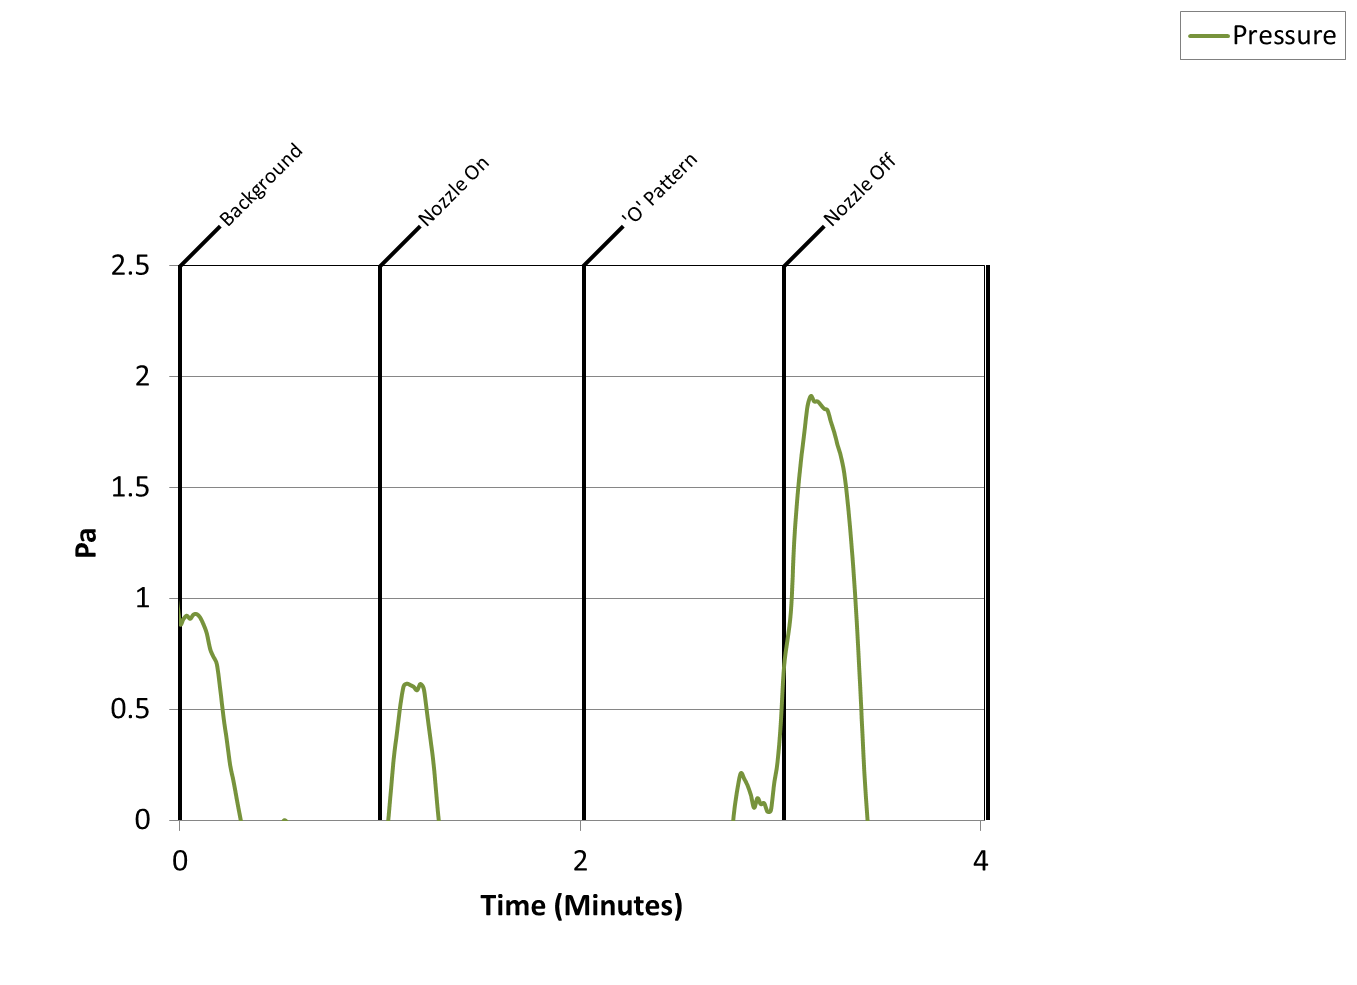 Pressure
Background
Nozzle On
'O' Pattern
Nozzle Off
2.5
2
1.5
1
0.5
0
Pa
0 2 4
Time (Minutes)